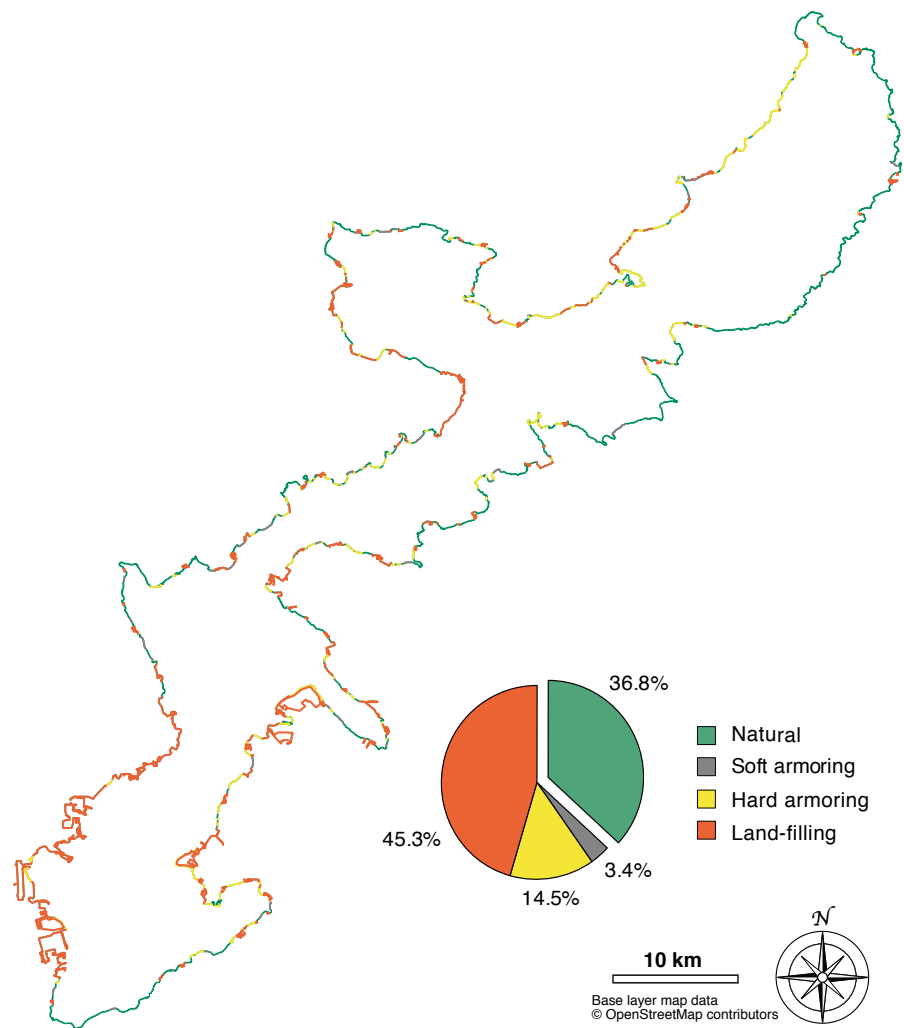 36.8%
Natural
Soft armoring
Hard armoring
Land-filling
45.3%
3.4%
14.5%
N
10 km
Base layer map data
© OpenStreetMap contributors